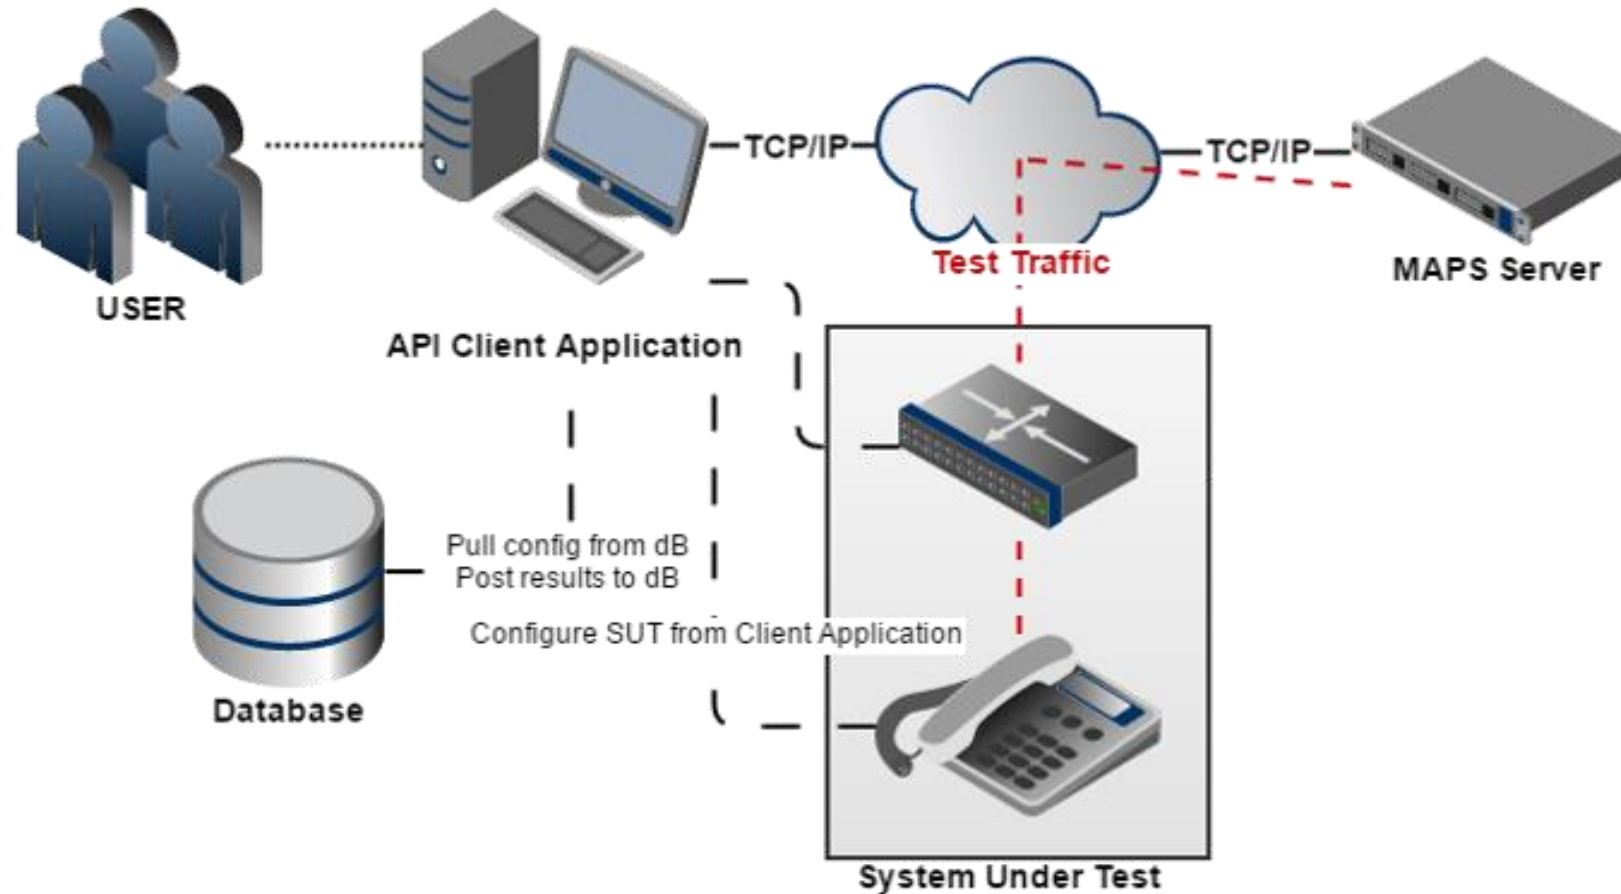 TCP/IP
TCP/IP
Test Traffic
MAPS Server
USER
API Client Application
Pull config from dB
Post results to dB
Configure SUT from Client Application
Database
System Under Test